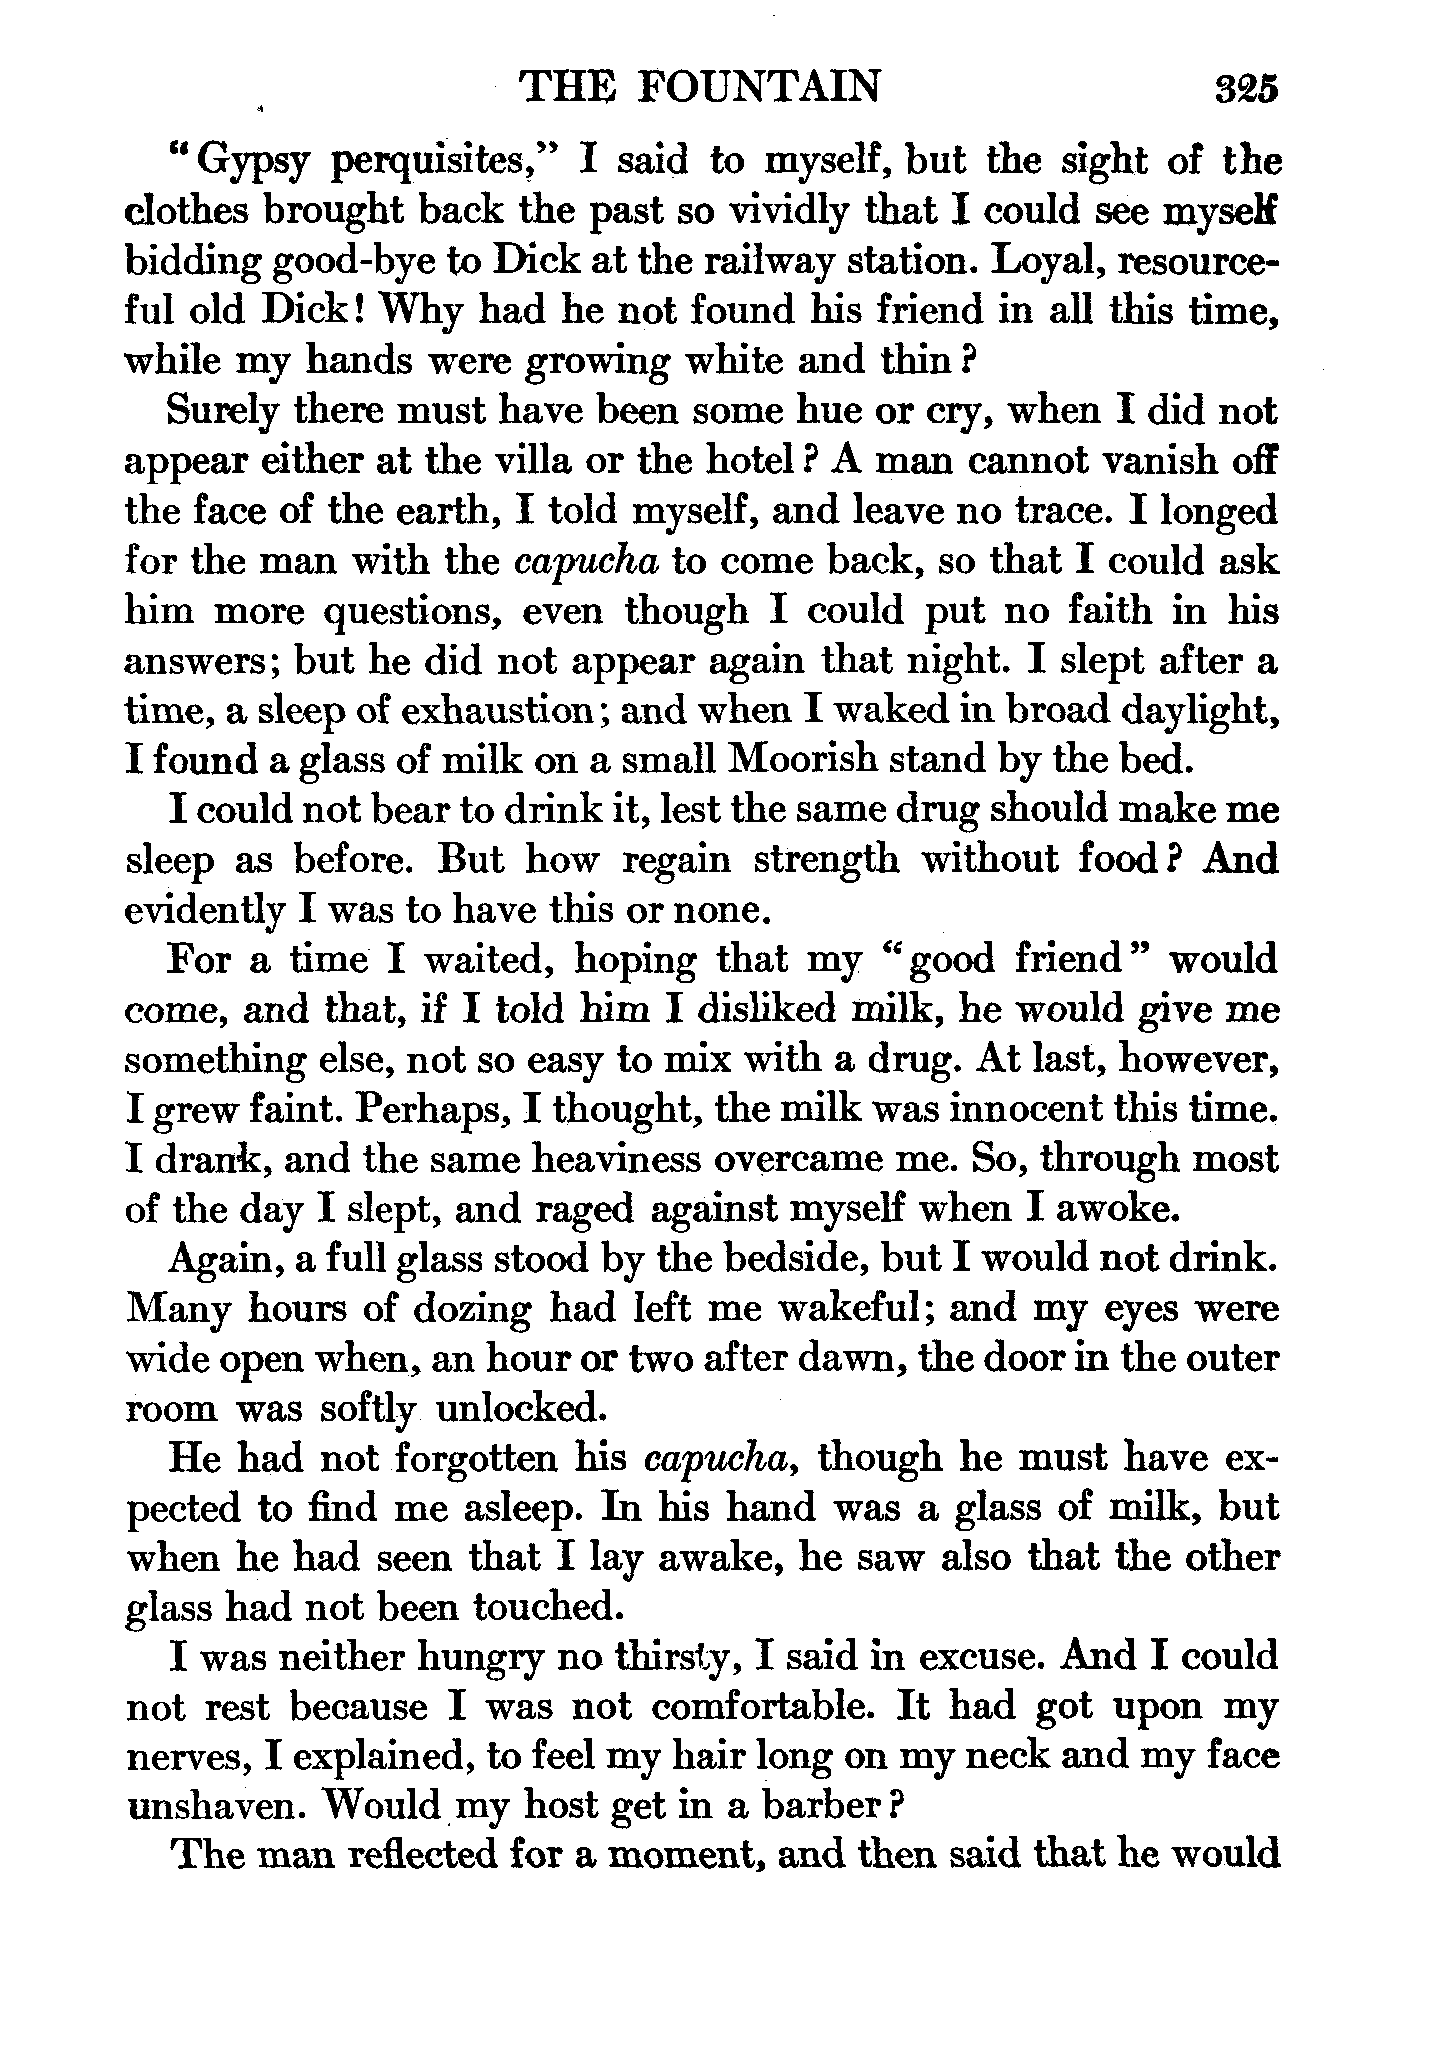 THE FOUNTAIN 325
“Gypsy perquisites,” I said to myself, but the sight of the
clothes brought back the past so vividly that I could see myself
bidding good-bye to Dick at the railway station. Loyal, resource-
ful old Dick! Why had he not found his friend in all this time,
while my hands were growing white and thin?
Surely there must have been some hue or cry, when I did not
appear either at the villa or the hotel? A man cannot vanish off
the face of the earth, I told myself, and leave no trace. I longed
for the man with the capucha to come back, so that I could ask
him more questions, even though I could put no faith in his
answers; but he did not appear again that night. I slept after a
time, a sleep of exhaustion; and when I waked in broad daylight,
I found a glass of milk on a small Moorish stand by the bed.
I could not bear to drink it, lest the same drug should make me
sleep as before. But how regain strength without food? And
evidently I was to have this or none.
For a time I waited, hoping that my “good friend” would
come, and that, if I told him I disliked milk, he would give me
something else, not so easy to mix with a drug. At last, however,
I grew faint. Perhaps, I thought, the milk was innocent this time.
I drank, and the same heaviness overcame me. So, through most
of the day I slept, and raged against myself when I awoke.
Again, a full glass stood by the bedside, but I would not drink.
Many hours of dozing had left me wakeful; and my eyes were
wide open when, an hour or two after dawn, the door in the outer
room was softly unlocked.
He had not forgotten his capucha, though he must have ex-
pected to find me asleep. In his hand was a glass of milk, but
when he had seen that I lay awake, he saw also that the other
glass had not been touched.
I was neither hungry no thirsty, I said in excuse. And I could
not rest because I was not comfortable. It had got upon my
nerves, I explained, to feel my hair long on my neck and my face
unshaven. Would my host get in a barber?
The man reflected for a moment, and then said that he would